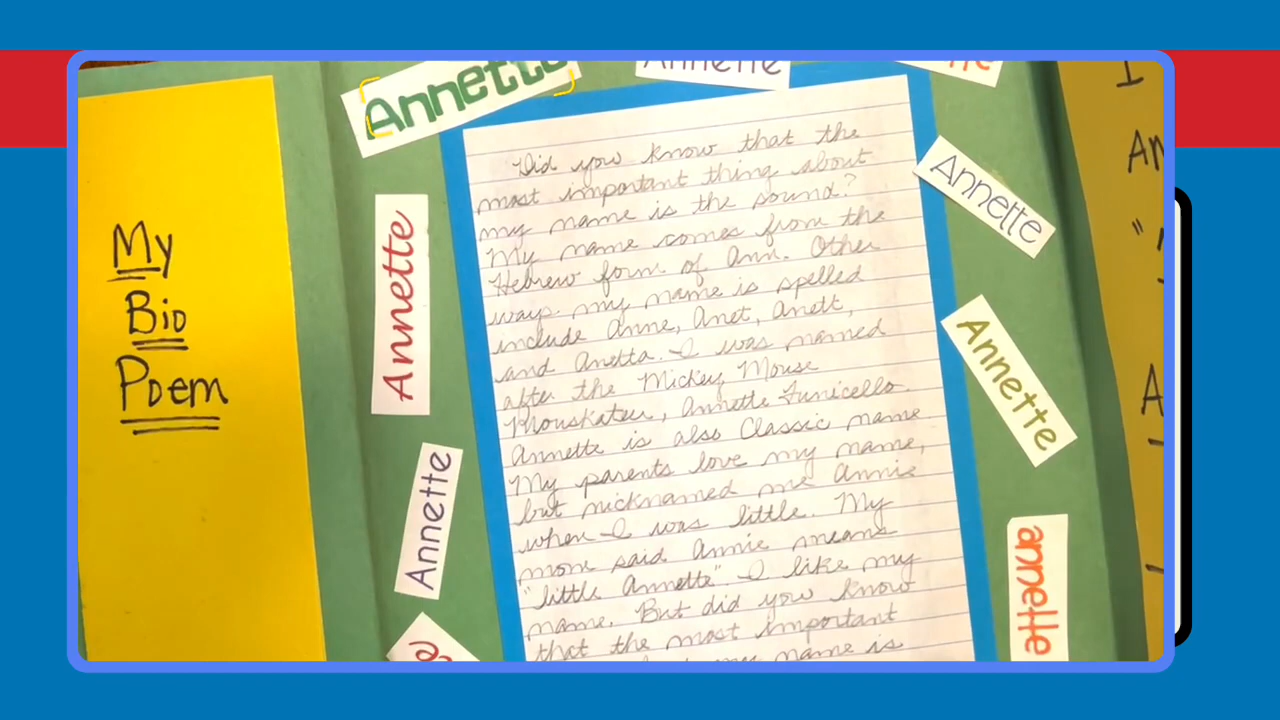 My
Bio
Poem
Annette
Annette
Annette
Annette
Did you know that the
most important thing about
my name is the sound?
My name comes from the
Hebrew form of Ann. Other
ways my name is spelled
include Anne, Anet, Anett,
and Anetta. I was named
after the Mickey Mouse
Mouskateer, Annette Funicello.
Annette is also Classic name
My parents love my name,
but nicknamed me Annie
when I was little. My
mom said Annie means
"little Annette". I like my
name. But did you know
that the most important
my name is
Annette
Annette
annette
I